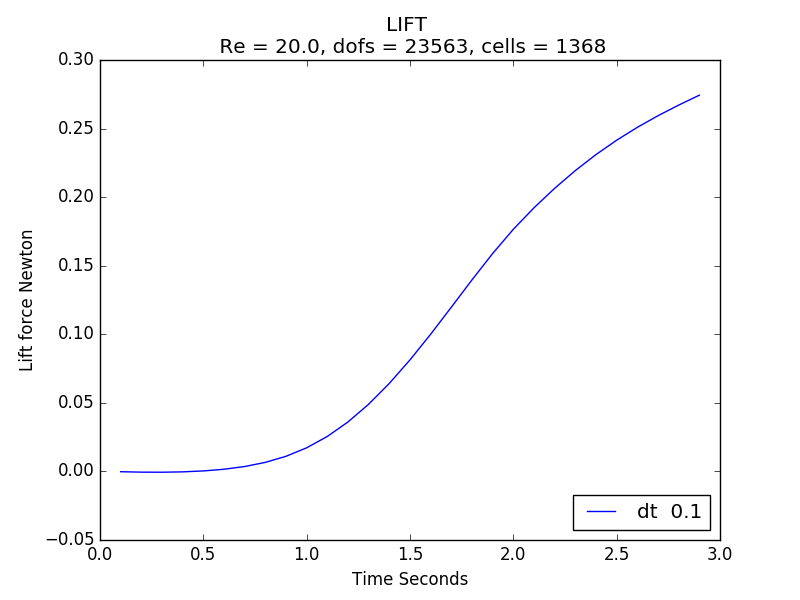 LIFT
Re = 20.0, dofs = 23563, cells = 1368
0.30
0.25
0.20
0.15
0.10
0.05
0.00
−0.05
Lift force Newton
dt  0.1
0.0 0.5 1.0 1.5 2.0 2.5 3.0
Time Seconds